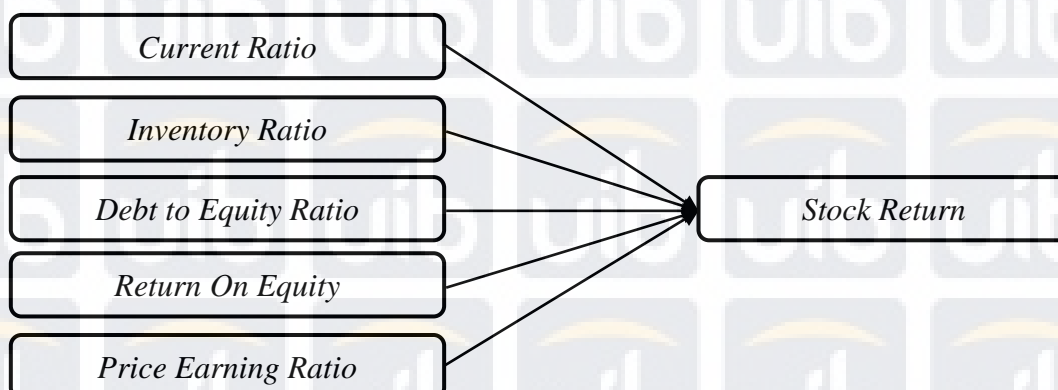 Current Ratio
Inventory Ratio
Debt to Equity Ratio
Stock Return
Return On Equity
Price Earning Ratio